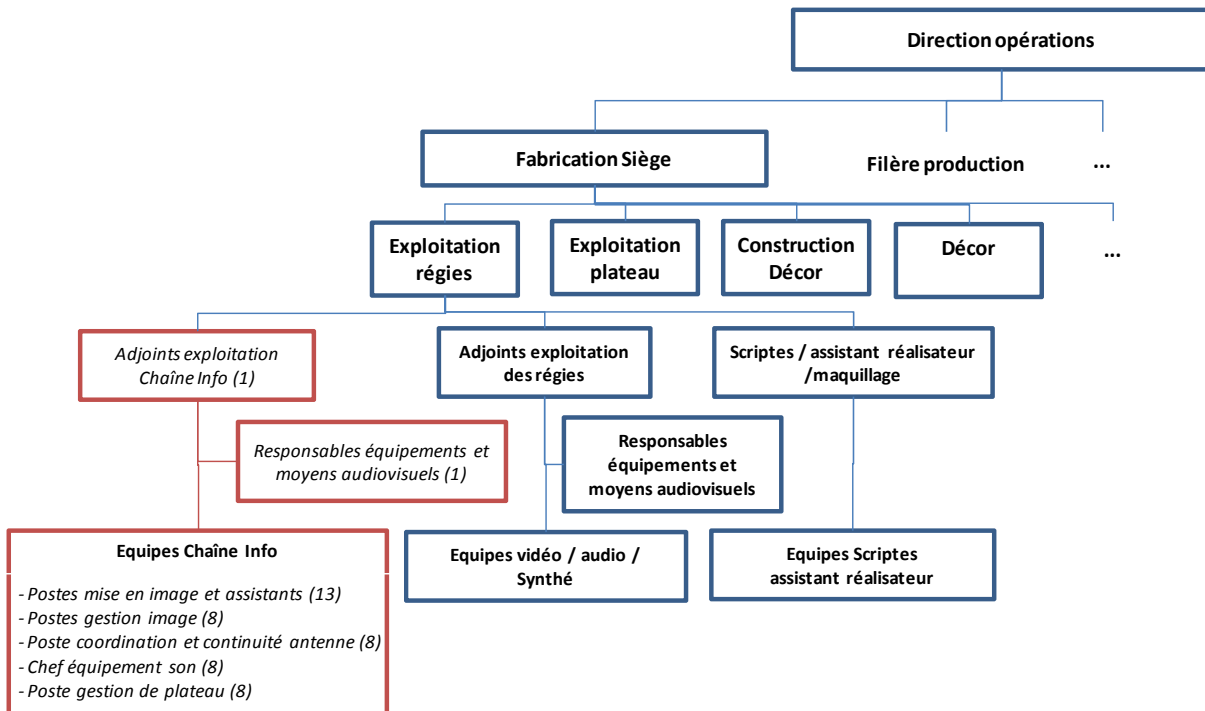 Direction opérations
Fabrication Siège
Filère production
...
Exploitation
régies
Exploitation
plateau
Construction
Décor
Décor
...
Adjoints exploitation
Chaîne Info (1)
Adjoints exploitation
des régies
Scriptes / assistant réalisateur
/maquillage
Responsables équipements et
moyens audiovisuels (1)
Responsables
équipements et
moyens audiovisuels
Equipes Chaîne Info
- Postes mise en image et assistants (13)
- Postes gestion image (8)
- Poste coordination et continuité antenne (8)
- Chef équipement son (8)
- Poste gestion de plateau (8)
Equipes vidéo / audio /
Synthé
Equipes Scriptes
assistant réalisateur